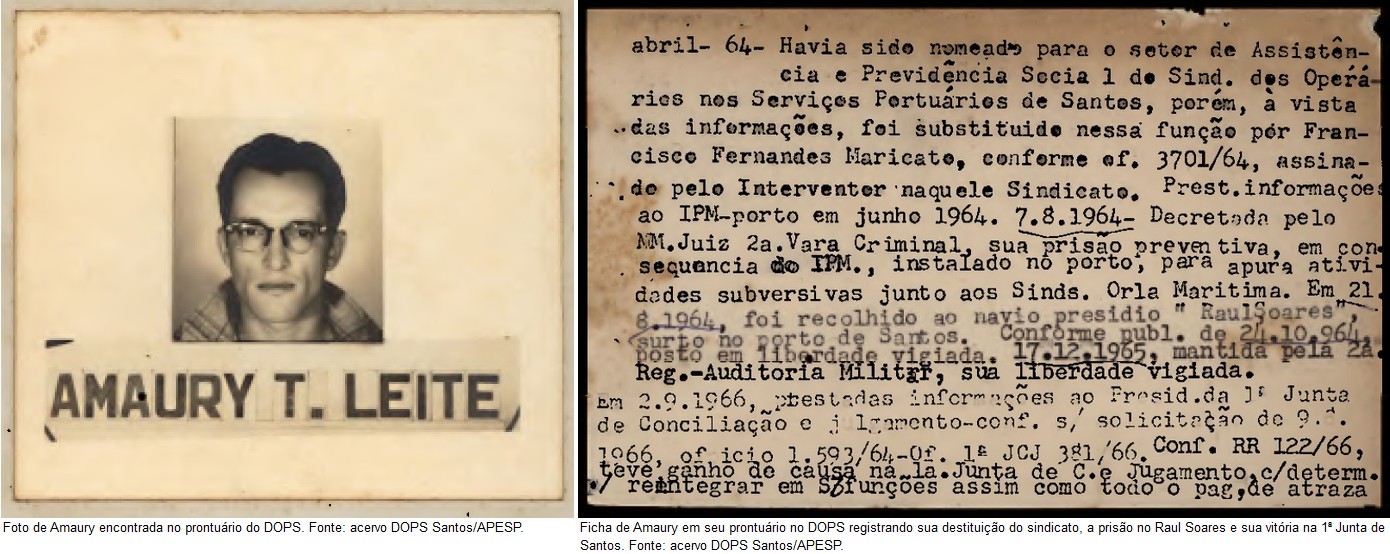 AMAURY T. LEITE
Foto de Amaury encontrada no prontuário do DOPS. Fonte: acervo DOPS Santos/APESP.
abril- 64- Havia sido nomeado para o setor de Assistên-
cia e Previdência Socia l do Sind. dos Operá-
rios nos Serviços Portuários de Santos, porém, à vista
das informações, foi substituido nessa função por Fran-
cisco Fernandes Maricato, conforme of. 3701/64, assina-
do pelo Interventor naquele Sindicato. Prest.informações
ao IPM-porto em junho 1964. 7.8.1964- Decretada pelo
MM.Juiz 2a.Vara Criminal, sua prisão preventiva, em con
sequencia do IPM., instalado no porto, para apura ativi-
dades subversivas junto aos Sinds. Orla Maritima. Em 21.
8.1964, foi recolhido ao navio presidio " RaulSoares",
surto no porto de Santos. Conforme publ. de 24.10.964,
posto em liberdade vigiada. 17.12.1965, mantida pela 2a.
Reg.-Auditoria Militar, sua liberdade vigiada.
Em 2.9.1966, prestadas informações ao Presid.da 1ª Junta
de Conciliação e julgamento-conf. s/ solicitação de 9.
1966, oficio 1.593/64-Of. 1ª JCJ 381/66. Conf. RR 122/66,
teve ganho de causa na 1a.Junta de C.e Jugamento,c/determ.
/ reintegrar em S/funções assim como todo o pag,de atraza
Ficha de Amaury em seu prontuário no DOPS registrando sua destituição do sindicato, a prisão no Raul Soares e sua vitória na 1ª Junta de
Santos. Fonte: acervo DOPS Santos/APESP.